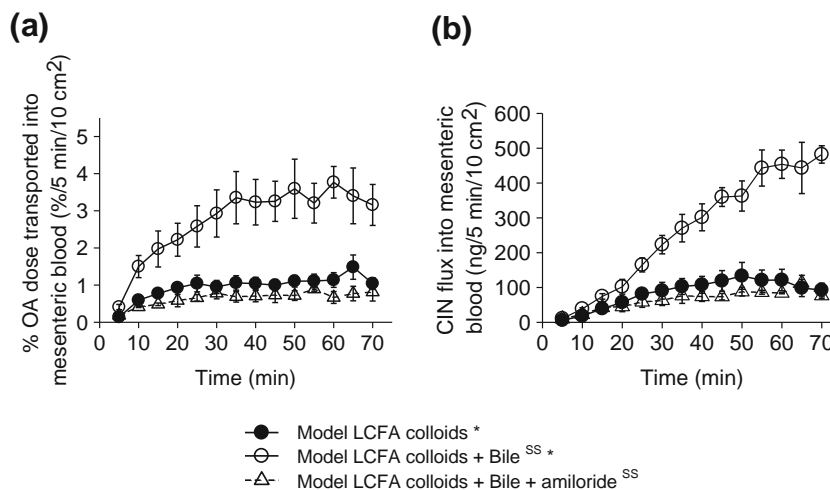 (a)
% OA dose transported into
mesenteric blood (%/5 min/10 cm²)
5
4
3
2
1
0
0 10 20 30 40 50 60 70
Time (min)
(b)
CIN flux into mesenteric
blood (ng/5 min/10 cm²)
600
500
400
300
200
100
0
0 10 20 30 40 50 60 70
Time (min)
Model LCFA colloids *
Model LCFA colloids + Bile SS *
Model LCFA colloids + Bile + amiloride SS